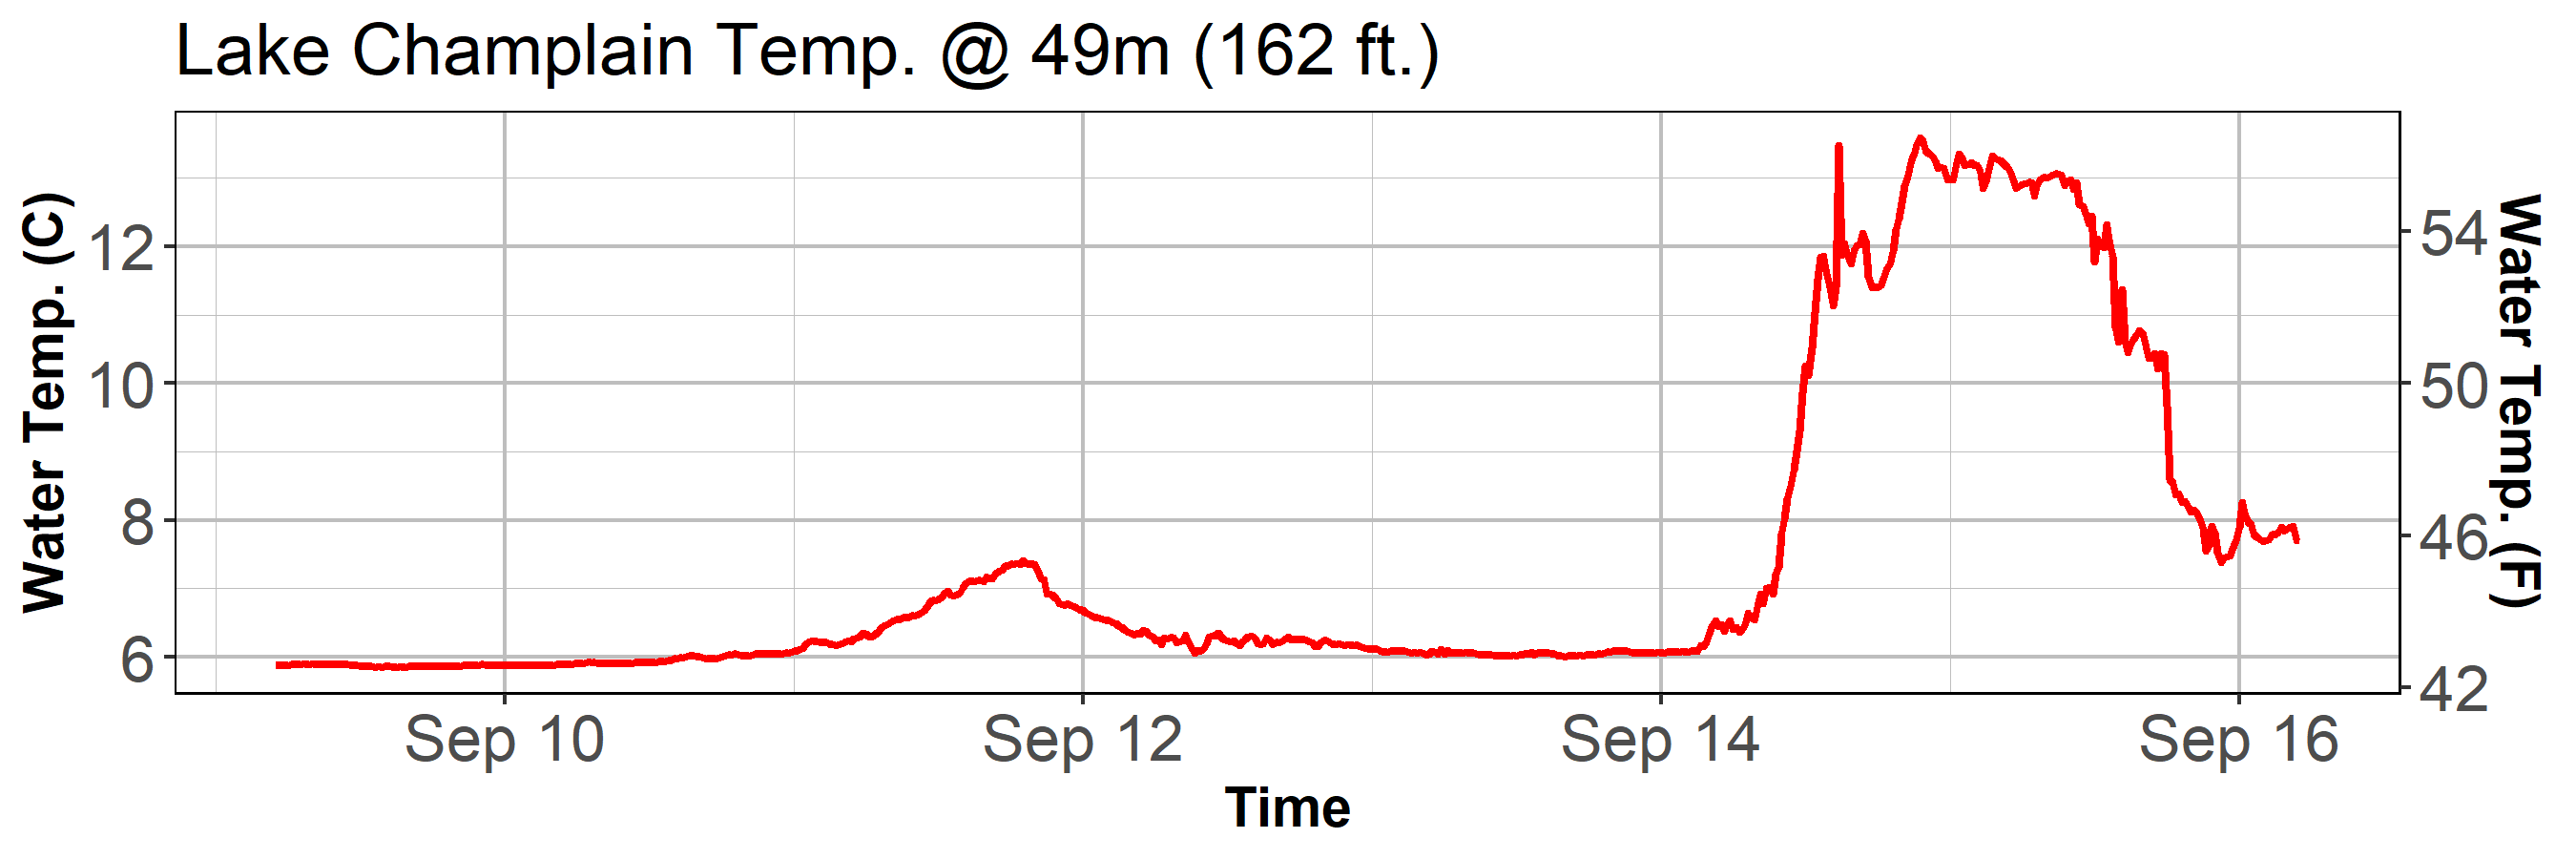 Lake Champlain Temp. @ 49m (162 ft.)
Water Temp. (C)
12
10
8
6
54
50
46
42
Water Temp. (F)
Sep 10
Sep 12
Sep 14
Sep 16
Time